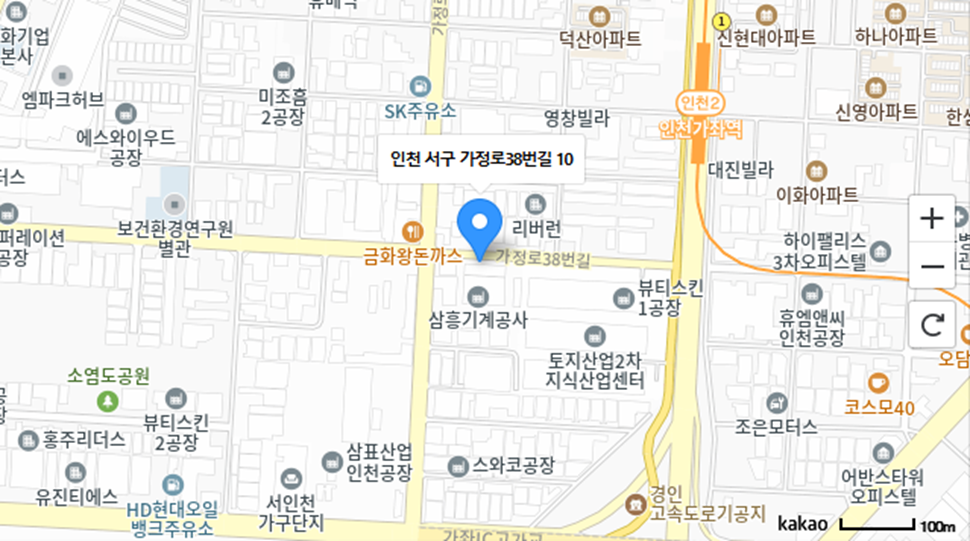 화기업
본사
가정로
덕산아파트
1
신현대아파트
하나아파트
엠파크허브
미조흠
2공장
SK주유소
영창빌라
인천2
인천가좌역
신영아파트
에스와이우드
공장
인천 서구 가정로38번길 10
대진빌라
이화아파트
터스
보건환경연구원
별관
리버런
퍼레이션
공장
금화왕돈까스
가정로38번길
하이팰리스
3차오피스텔
+
−
삼흥기계공사
뷰티스킨
1공장
휴엠앤씨
인천공장
토지산업2차
지식산업센터
오담
소염도공원
코스모40
뷰티스킨
2공장
홍주리더스
조은모터스
삼표산업
인천공장
스와코공장
유진티에스
서인천
가구단지
HD현대오일
뱅크주유소
어반스타워
오피스텔
경인
고속도로기공지
kakao
100m